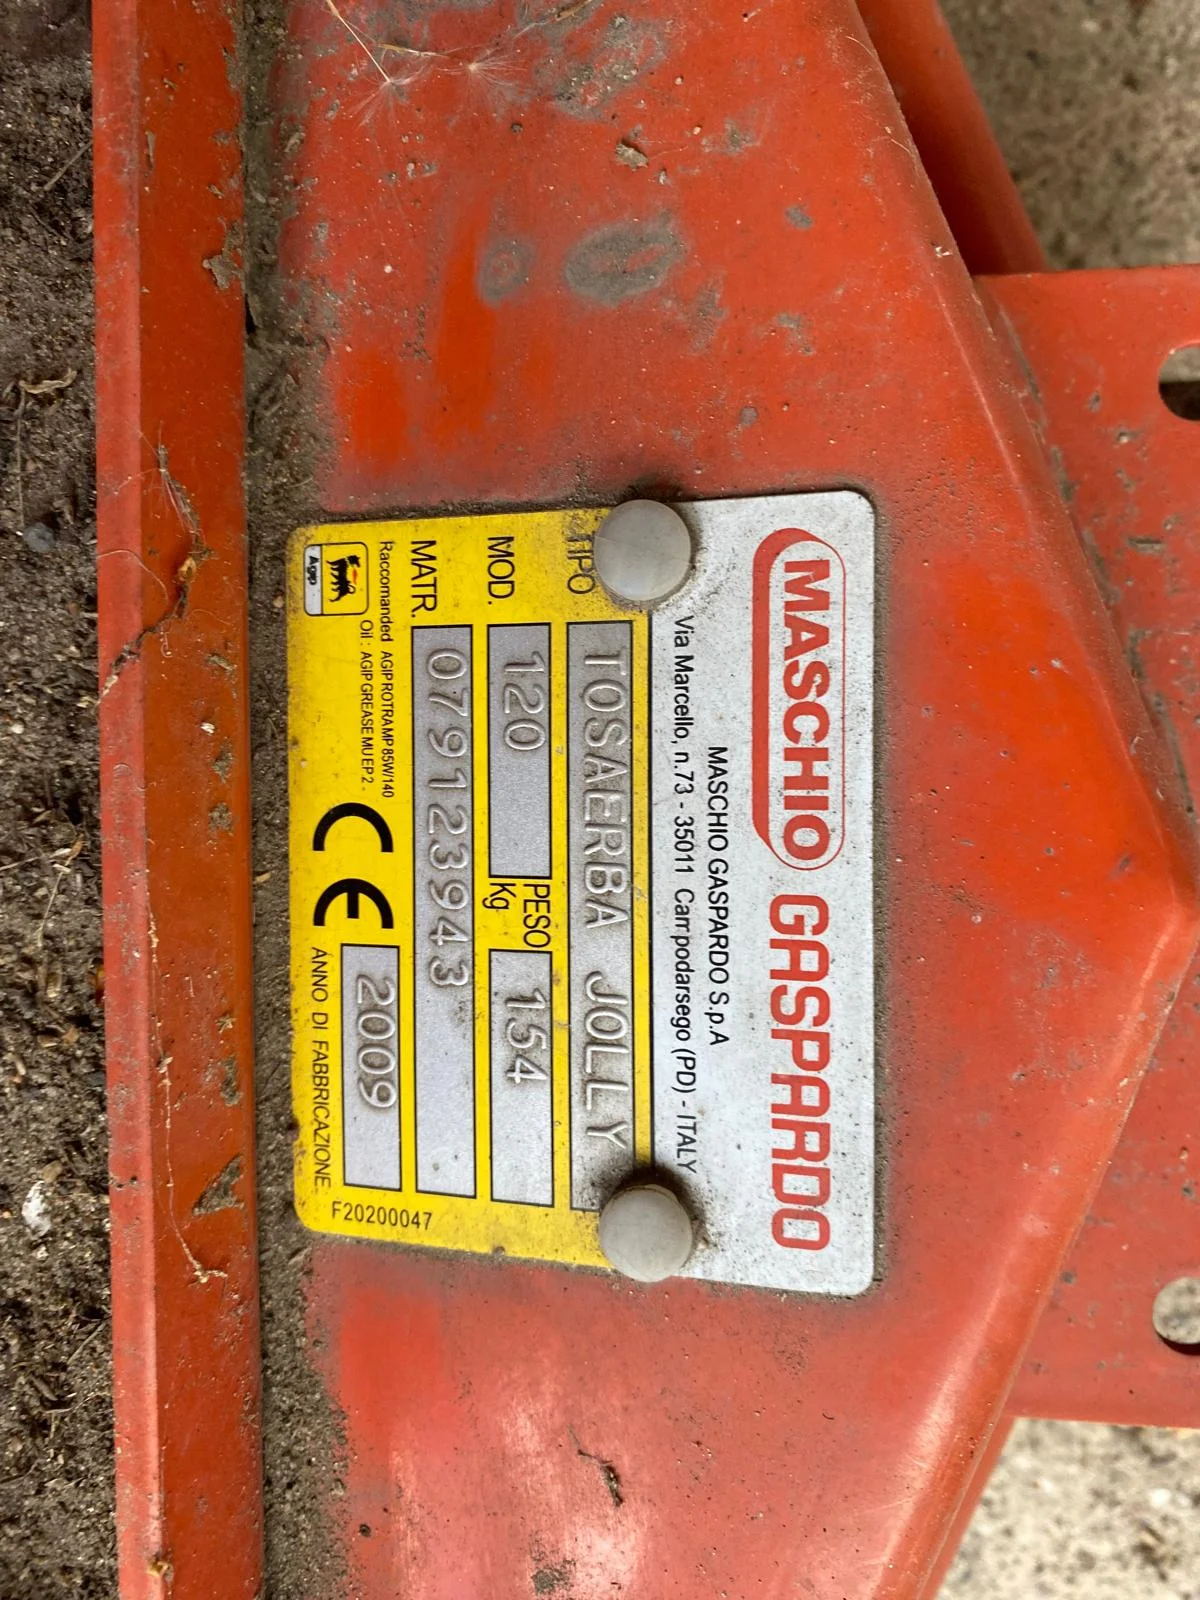 MASCHIO GASPARDO
MASCHIO GASPARDO S.p.A
Via Marcello, n.73 - 35011 Campodarsego (PD) - ITALY
TIPO TOSAERBA JOLLY
MOD. 120 PESO Kg 154
MATR. 079123943
Raccomanded AGIP ROTRA MP 85W/140
Oil : AGIP GREASE MU EP 2.
Agip
CE
2009
ANNO DI FABBRICAZIONE
F20200047